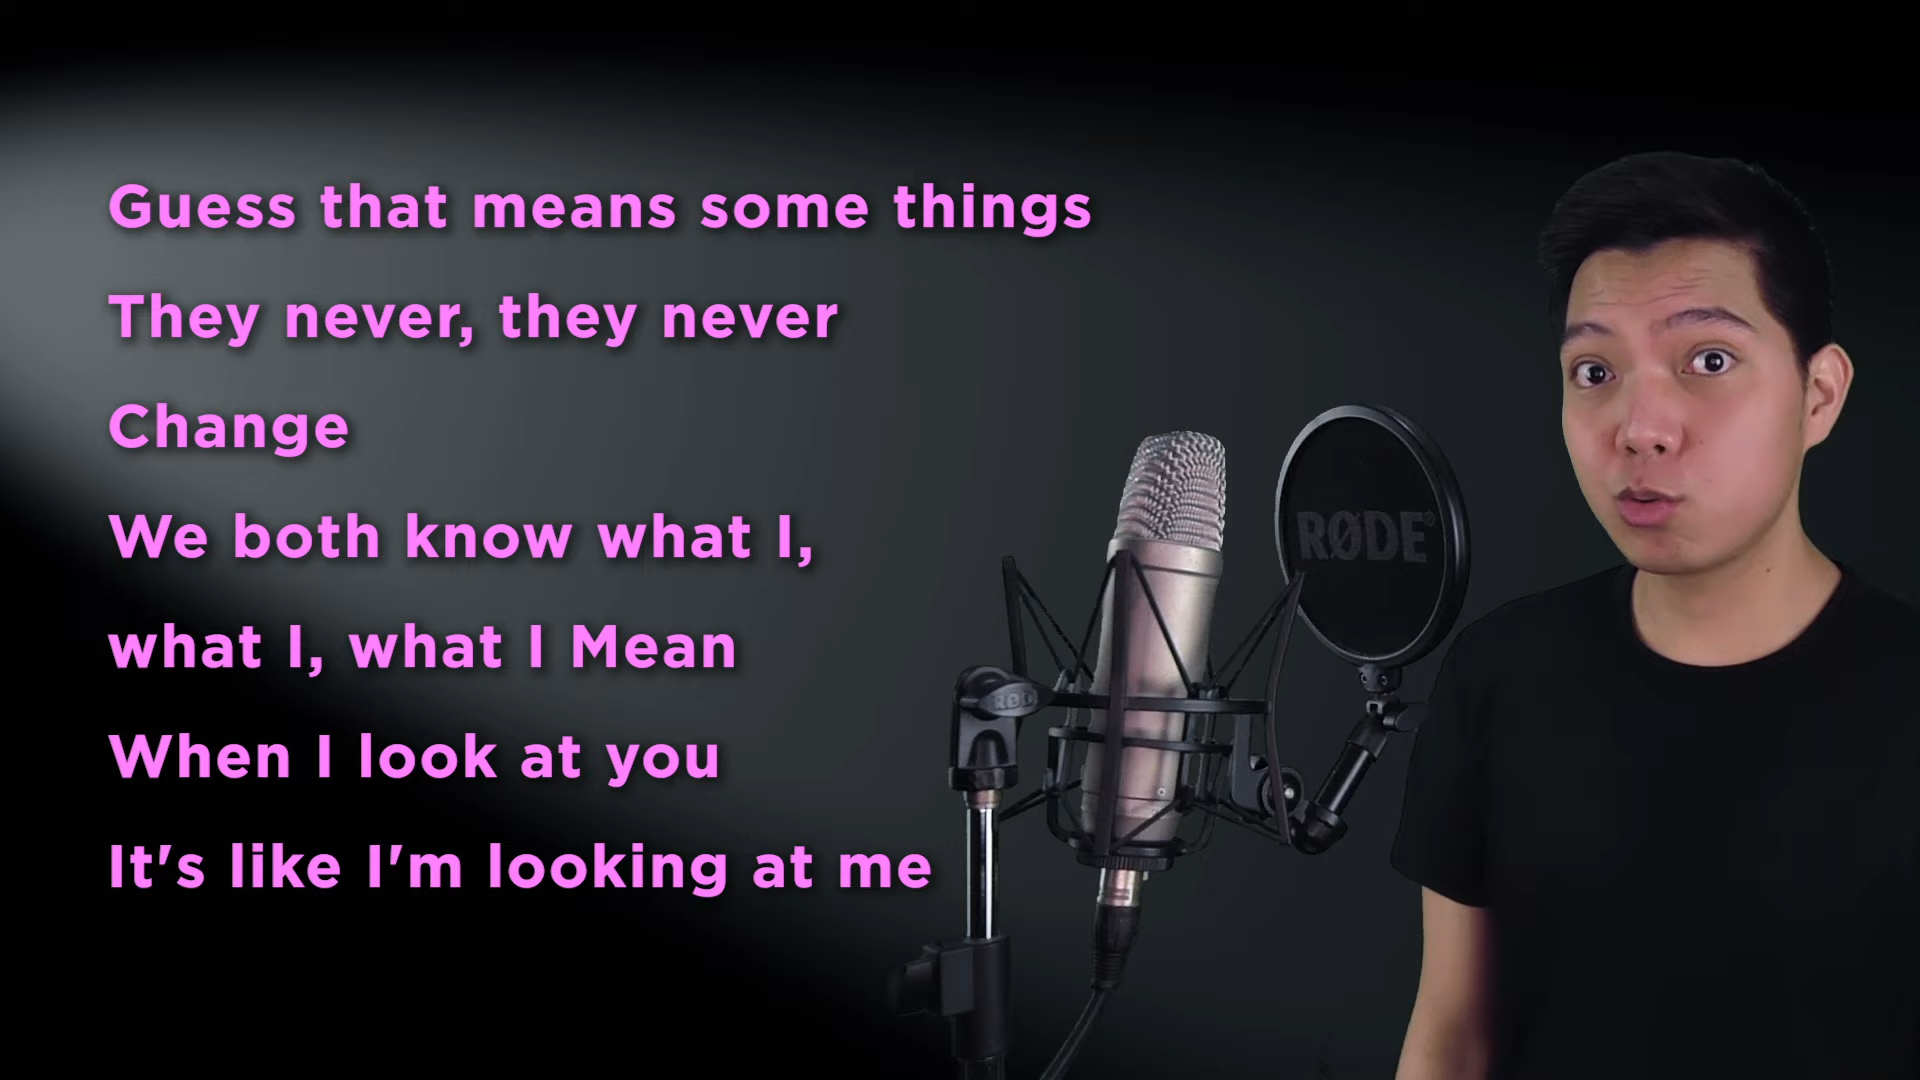 Guess that means some things
They never, they never
Change
We both know what I,
what I, what I Mean
When I look at you
It's like I'm looking at me
RØDE®
RØD